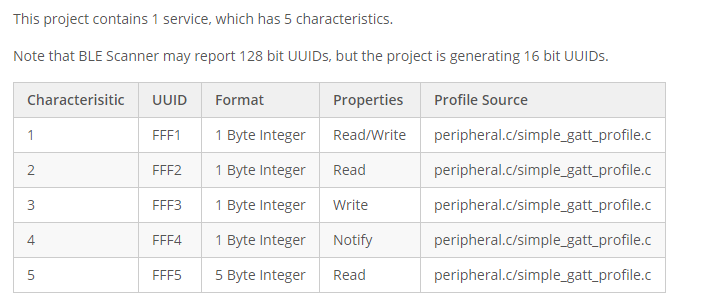 This project contains 1 service, which has 5 characteristics.
Note that BLE Scanner may report 128 bit UUIDs, but the project is generating 16 bit UUIDs.
Characterisitic UUID Format Properties Profile Source
1 FFF1 1 Byte Integer Read/Write peripheral.c/simple_gatt_profile.c
2 FFF2 1 Byte Integer Read peripheral.c/simple_gatt_profile.c
3 FFF3 1 Byte Integer Write peripheral.c/simple_gatt_profile.c
4 FFF4 1 Byte Integer Notify peripheral.c/simple_gatt_profile.c
5 FFF5 5 Byte Integer Read peripheral.c/simple_gatt_profile.c